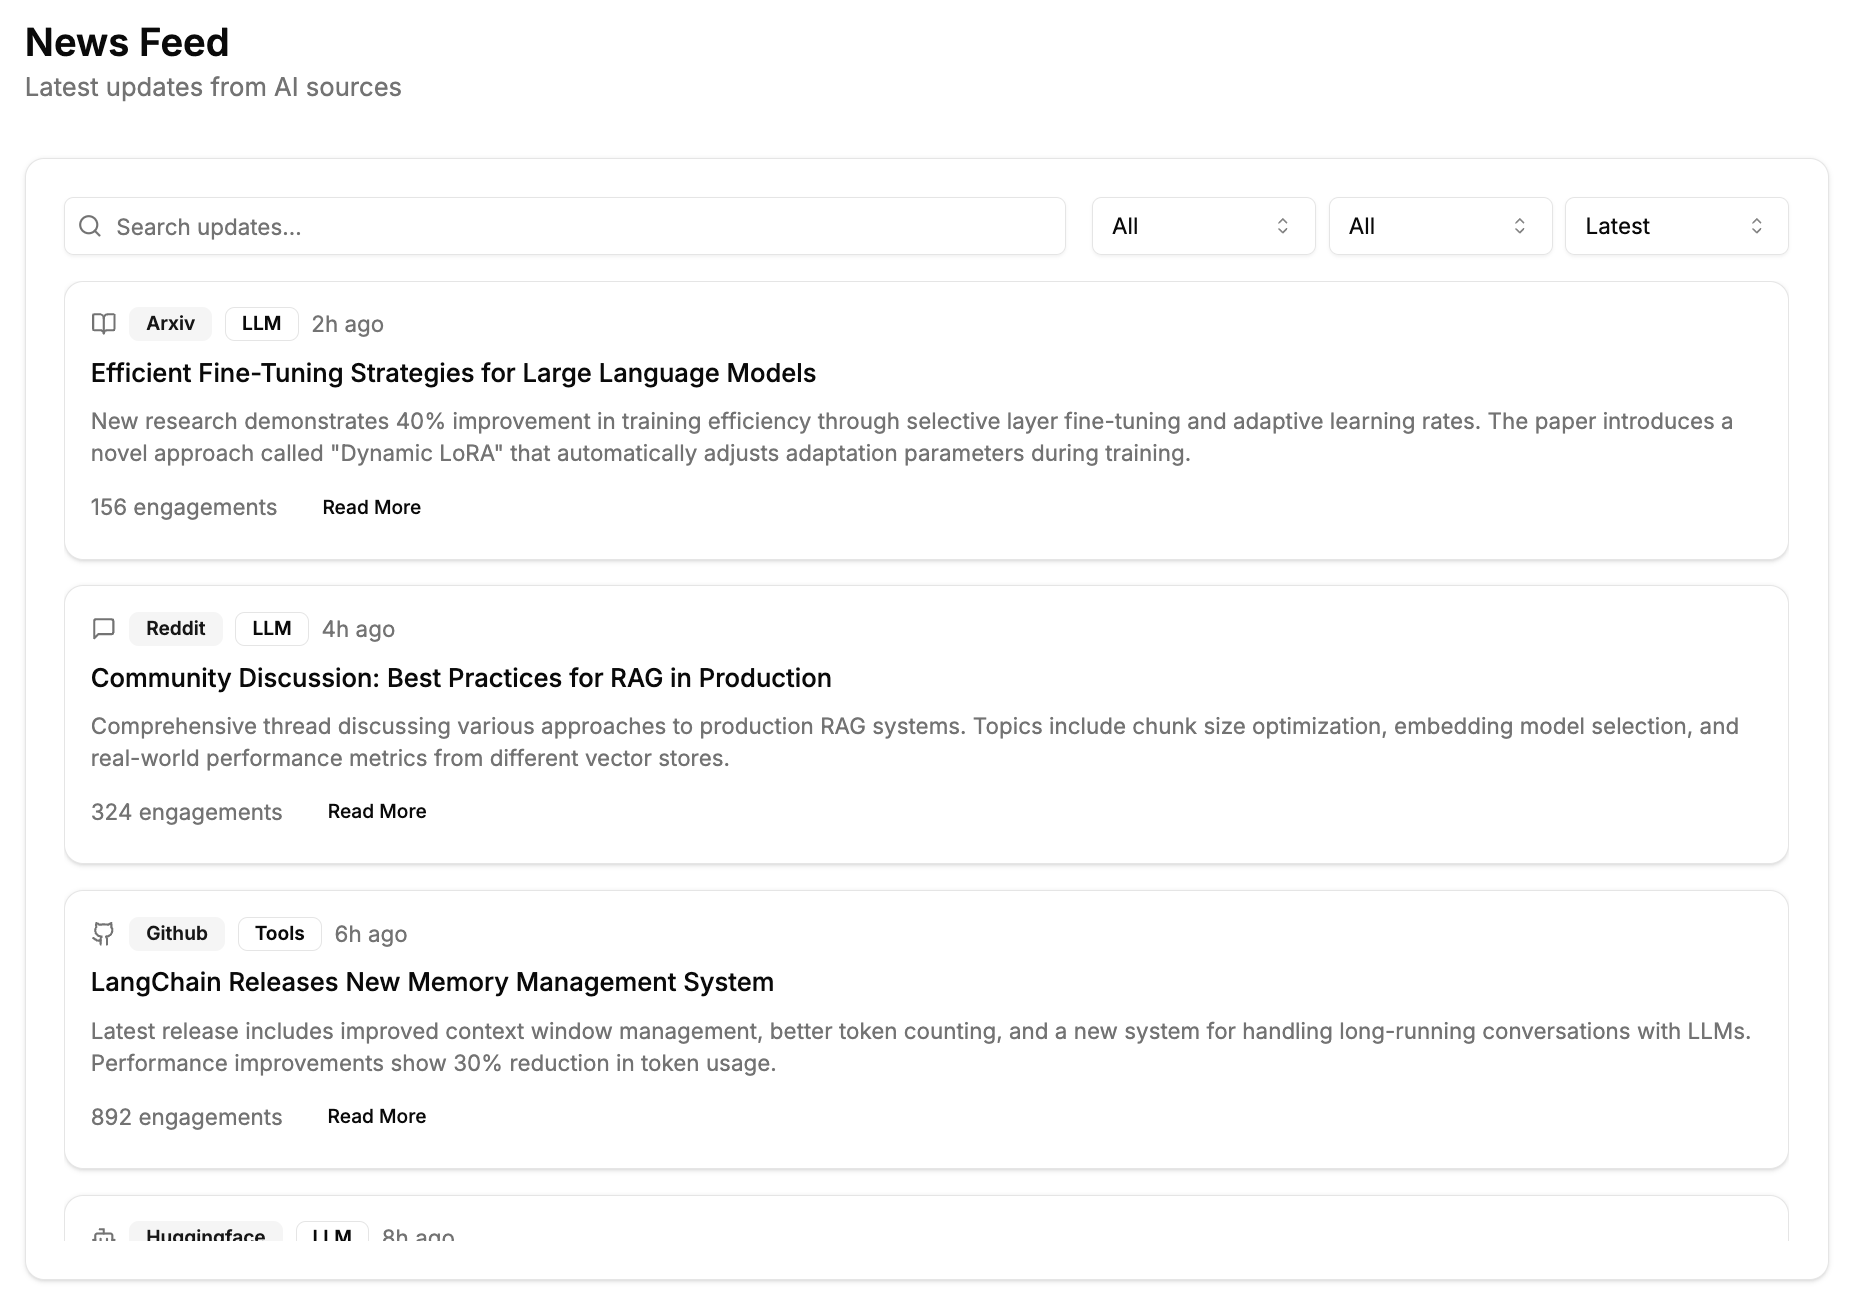 News Feed
Latest updates from AI sources
Search updates...
All
All
Latest
Arxiv LLM 2h ago
Efficient Fine-Tuning Strategies for Large Language Models
New research demonstrates 40% improvement in training efficiency through selective layer fine-tuning and adaptive learning rates. The paper introduces a
novel approach called "Dynamic LoRA" that automatically adjusts adaptation parameters during training.
156 engagements Read More
Reddit LLM 4h ago
Community Discussion: Best Practices for RAG in Production
Comprehensive thread discussing various approaches to production RAG systems. Topics include chunk size optimization, embedding model selection, and
real-world performance metrics from different vector stores.
324 engagements Read More
Github Tools 6h ago
LangChain Releases New Memory Management System
Latest release includes improved context window management, better token counting, and a new system for handling long-running conversations with LLMs.
Performance improvements show 30% reduction in token usage.
892 engagements Read More
Huggingface LLM 8h ago